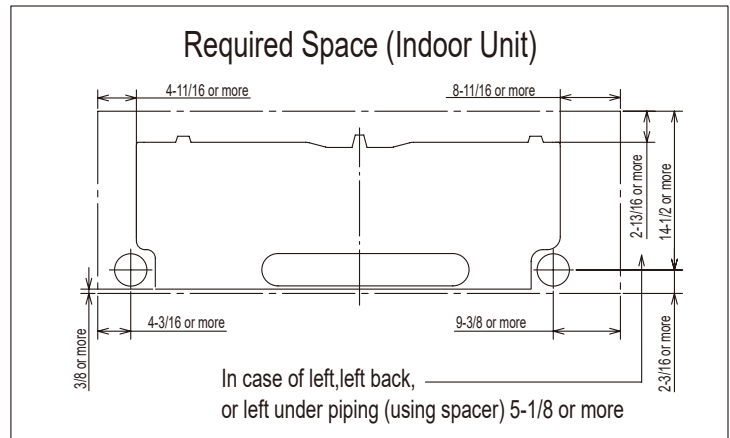 Required Space (Indoor Unit)
4-11/16 or more
8-11/16 or more
2-13/16 or more
14-1/2 or more
3/8 or more
4-3/16 or more
9-3/8 or more
2-3/16 or more
In case of left,left back,
or left under piping (using spacer) 5-1/8 or more